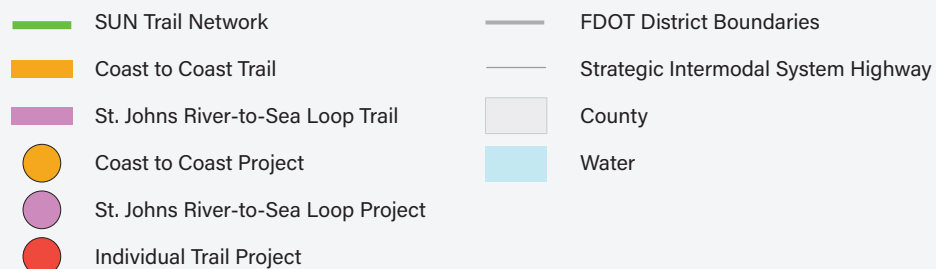 SUN Trail Network
Coast to Coast Trail
St. Johns River-to-Sea Loop Trail
Coast to Coast Project
St. Johns River-to-Sea Loop Project
Individual Trail Project
FDOT District Boundaries
Strategic Intermodal System Highway
County
Water